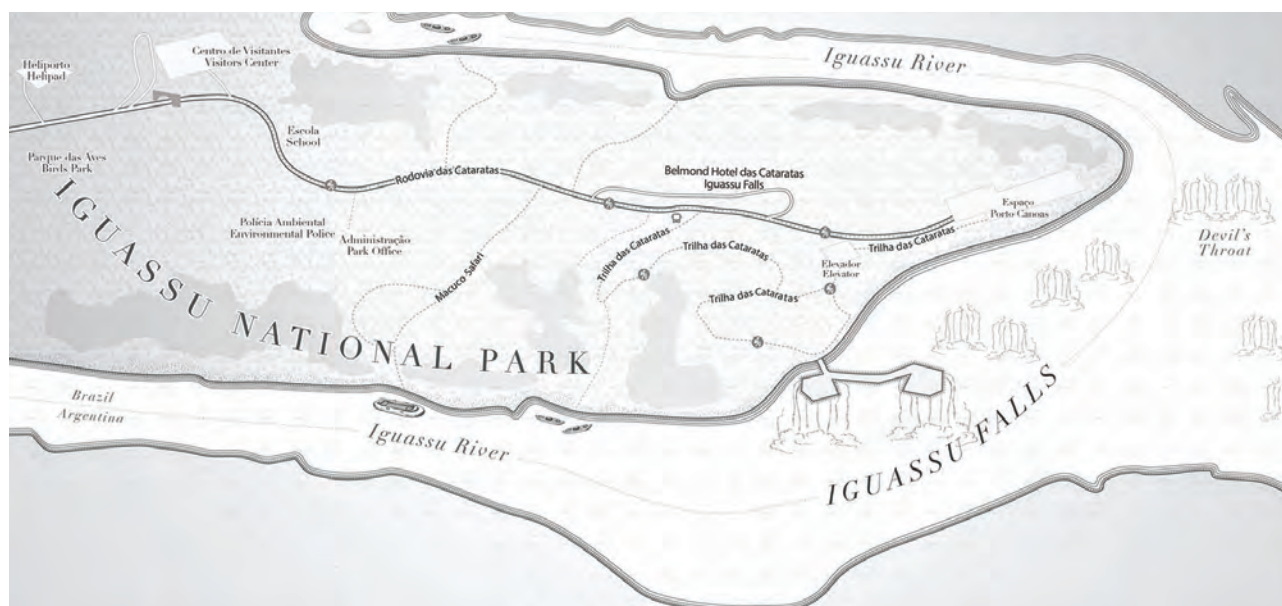 Heliporto
Helipad
Centro de Visitantes
Visitors Center
Iguassu River
Escola
School
Parque das Aves
Birds Park
Rodovia das Cataratas
Belmond Hotel das Cataratas
Iguassu Falls
Espaço
Porto Canoas
Devil's
Throat
Polícia Ambiental
Environmental Police
Administração
Park Office
Macuco Safari
Trilha das Cataratas
Trilha das Cataratas
Trilha das Cataratas
Elevador
Elevator
Trilha das Cataratas
IGUASSU NATIONAL PARK
Brazil
Argentina
Iguassu River
IGUASSU FALLS